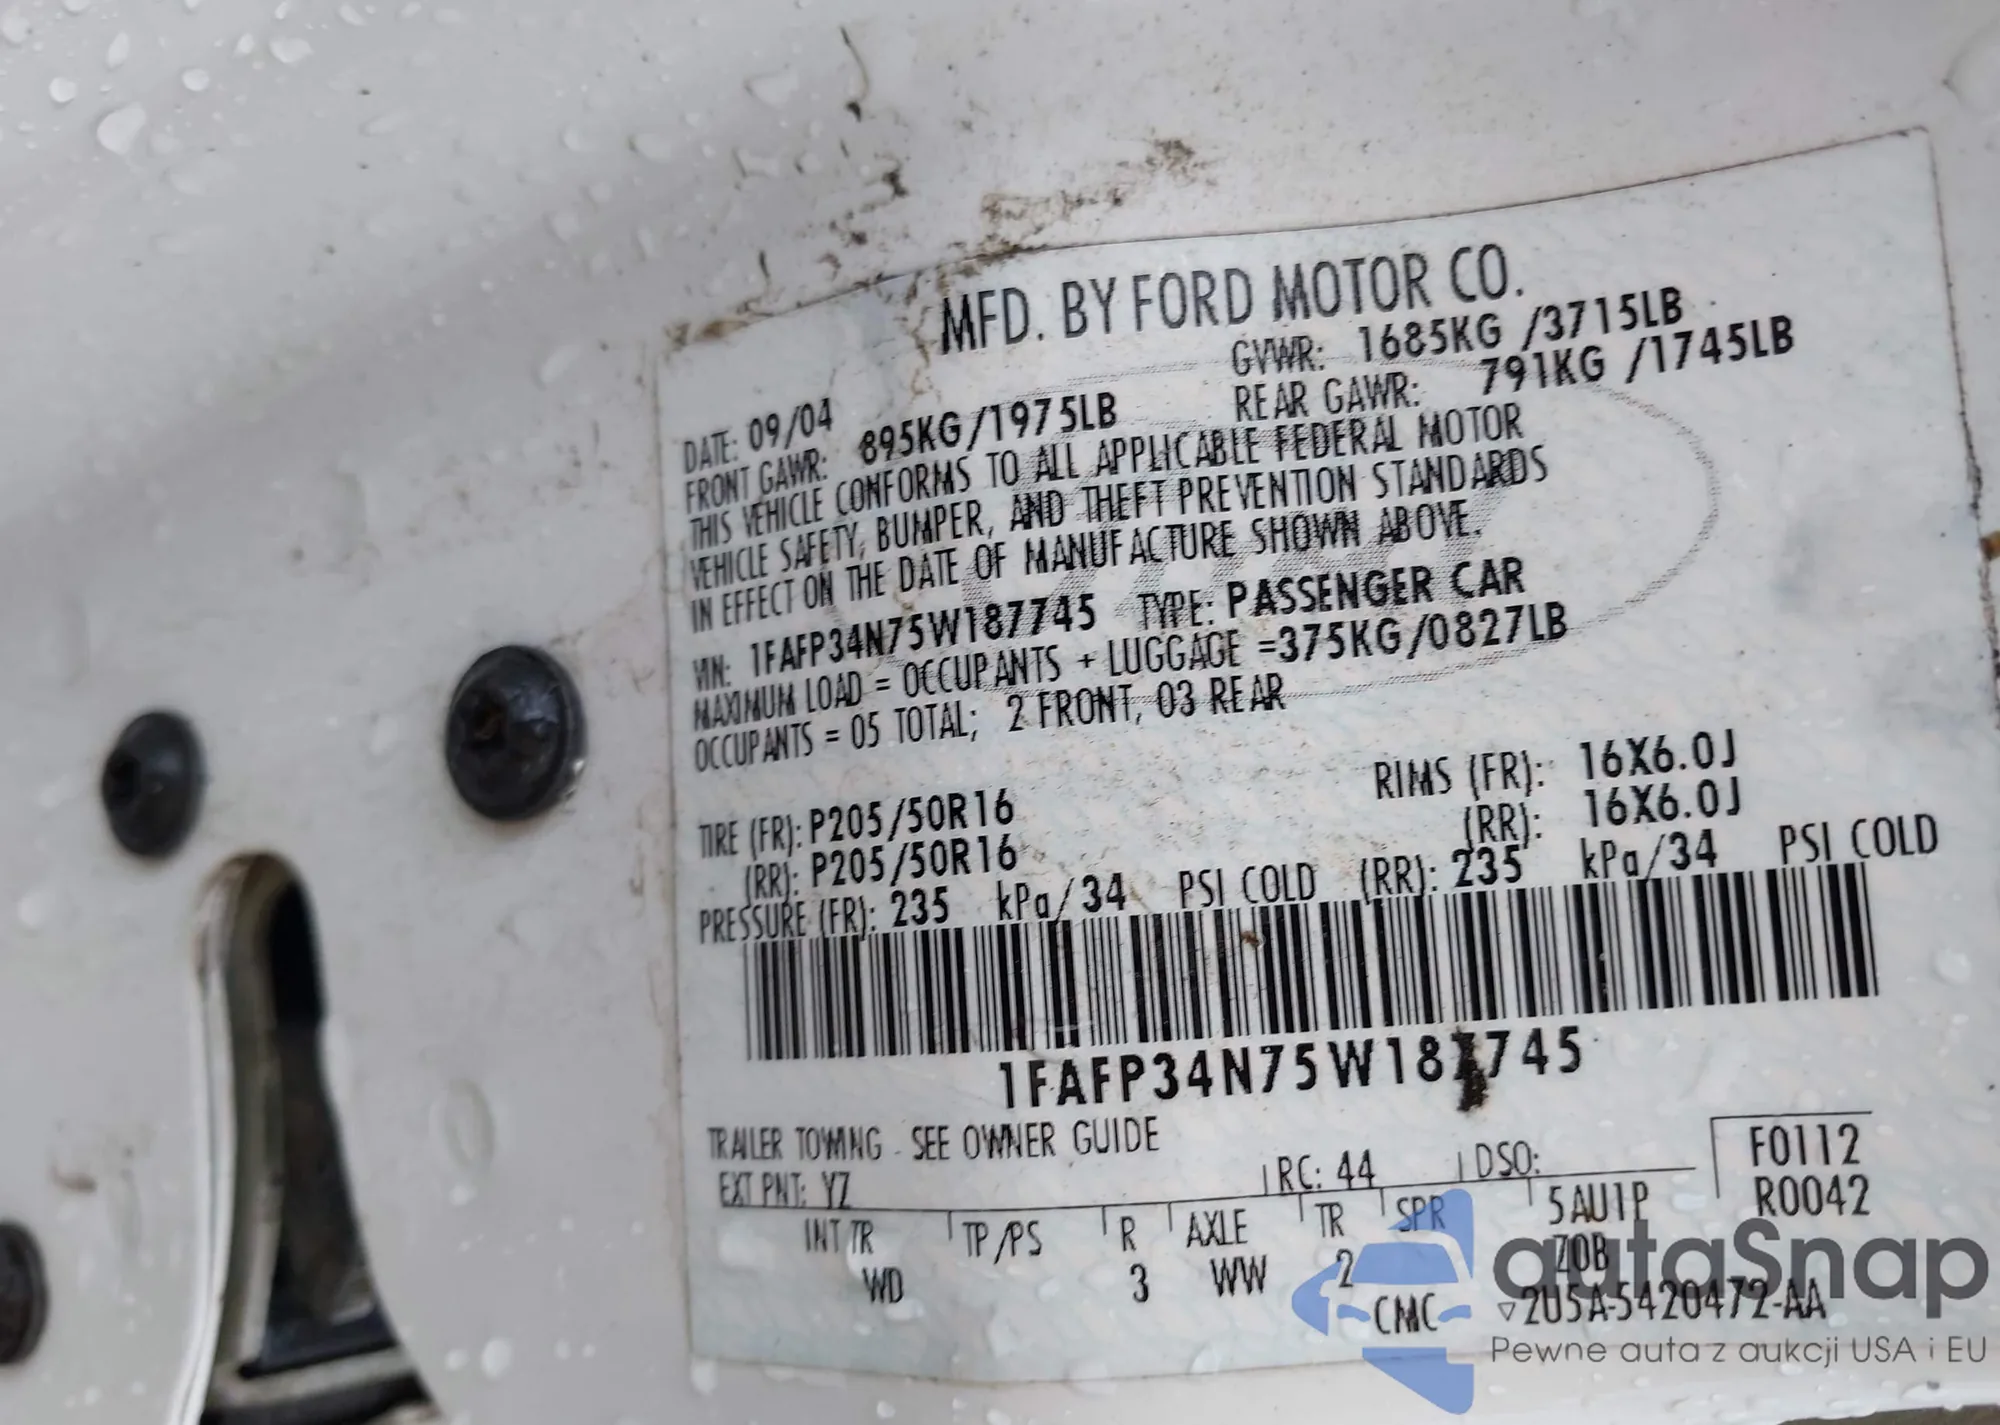 MFD. BY FORD MOTOR CO.
DATE: 09/04 GVWR: 1685KG /3715LB
FRONT GAWR: 895KG/1975LB REAR GAWR: 791KG /1745LB
THIS VEHICLE CONFORMS TO ALL APPLICABLE FEDERAL MOTOR
VEHICLE SAFETY, BUMPER, AND THEFT PREVENTION STANDARDS
IN EFFECT ON THE DATE OF MANUFACTURE SHOWN ABOVE.
VIN: 1FAFP34N75W187745 TYPE: PASSENGER CAR
MAXIMUM LOAD = OCCUPANTS + LUGGAGE =375KG/0827LB
OCCUPANTS = 05 TOTAL; 2 FRONT, 03 REAR
TIRE (FR): P205/50R16 RIMS (FR): 16X6.0J
(RR): P205/50R16 (RR): 16X6.0J
PRESSURE (FR): 235 kPa/34 PSI COLD (RR): 235 kPa/34 PSI COLD
1FAFP34N75W187745
TRAILER TOWING - SEE OWNER GUIDE
EXT PNT: YZ RC: 44 DSO: F0112
INT TR TP/PS R AXLE TR SPR 5AU1P R0042
WD 3 WW 2 Z0B
CMC ▿2U5A-5420472-AA
autaSnap
Pewne auta z aukcji USA i EU